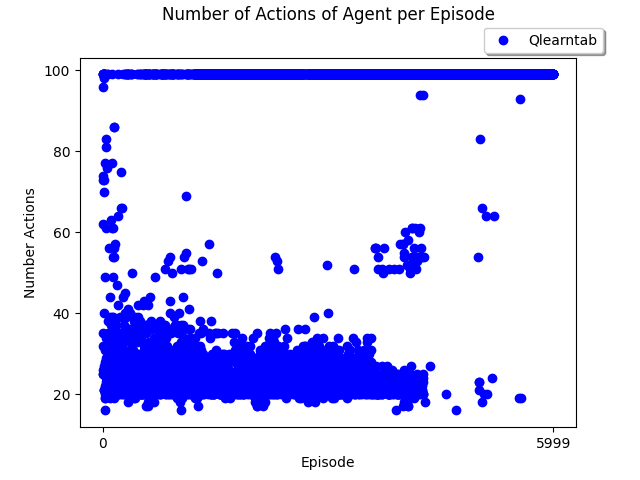 Number of Actions of Agent per Episode
Qlearntab
100
80
60
40
20
Number Actions
0
5999
Episode